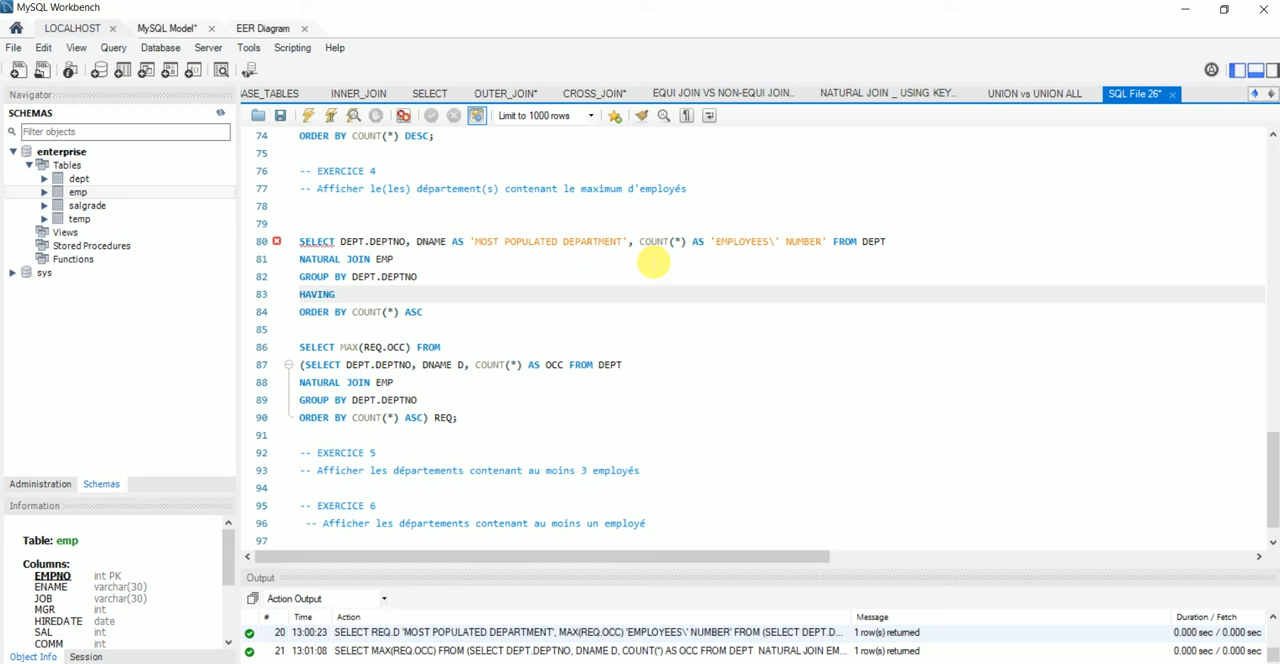 MySQL Workbench
LOCALHOST
MySQL Model*
EER Diagram
File Edit View Query Database Server Tools Scripting Help
Navigator
SCHEMAS
Filter objects
enterprise
Tables
dept
emp
salgrade
temp
Views
Stored Procedures
Functions
sys
Administration Schemas
Information
Table: emp
Columns:
EMPNO int PK
ENAME varchar(30)
JOB varchar(30)
MGR int
HIREDATE date
SAL int
COMM int
Object Info Session
ASE_TABLES INNER_JOIN SELECT OUTER_JOIN* CROSS_JOIN* EQUI JOIN VS NON-EQUI JOIN... NATURAL JOIN _ USING KEY... UNION vs UNION ALL SQL File 26*
Limit to 1000 rows
74 ORDER BY COUNT(*) DESC;
75
76 -- EXERCICE 4
77 -- Afficher le(les) département(s) contenant le maximum d'employés
78
79
80 SELECT DEPT.DEPTNO, DNAME AS 'MOST POPULATED DEPARTMENT', COUNT(*) AS 'EMPLOYEES\' NUMBER' FROM DEPT
81 NATURAL JOIN EMP
82 GROUP BY DEPT.DEPTNO
83 HAVING
84 ORDER BY COUNT(*) ASC
85
86 SELECT MAX(REQ.OCC) FROM
87 (SELECT DEPT.DEPTNO, DNAME D, COUNT(*) AS OCC FROM DEPT
88 NATURAL JOIN EMP
89 GROUP BY DEPT.DEPTNO
90 ORDER BY COUNT(*) ASC) REQ;
91
92 -- EXERCICE 5
93 -- Afficher les départements contenant au moins 3 employés
94
95 -- EXERCICE 6
96 -- Afficher les départements contenant au moins un employé
97
Output
Action Output
# Time Action Message Duration / Fetch
20 13:00:23 SELECT REQ.D 'MOST POPULATED DEPARTMENT', MAX(REQ.OCC) 'EMPLOYEES\' NUMBER' FROM (SELECT DEPT.D... 1 row(s) returned 0.000 sec / 0.000 sec
21 13:01:08 SELECT MAX(REQ.OCC) FROM (SELECT DEPT.DEPTNO, DNAME D, COUNT(*) AS OCC FROM DEPT NATURAL JOIN EM... 1 row(s) returned 0.000 sec / 0.000 sec